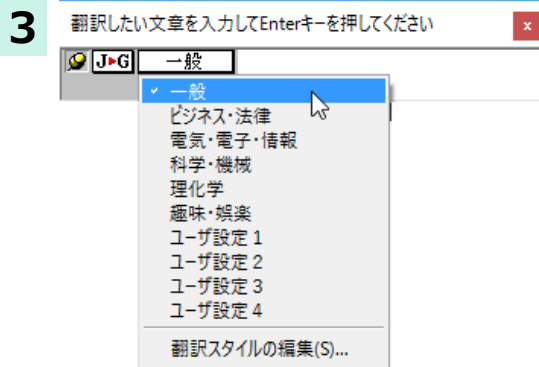 3
翻訳したい文章を入力してEnterキーを押してください
x
J▶G 一般
✓ 一般
ビジネス・法律
電気・電子・情報
科学・機械
理化学
趣味・娯楽
ユーザ設定 1
ユーザ設定 2
ユーザ設定 3
ユーザ設定 4
翻訳スタイルの編集(S)...